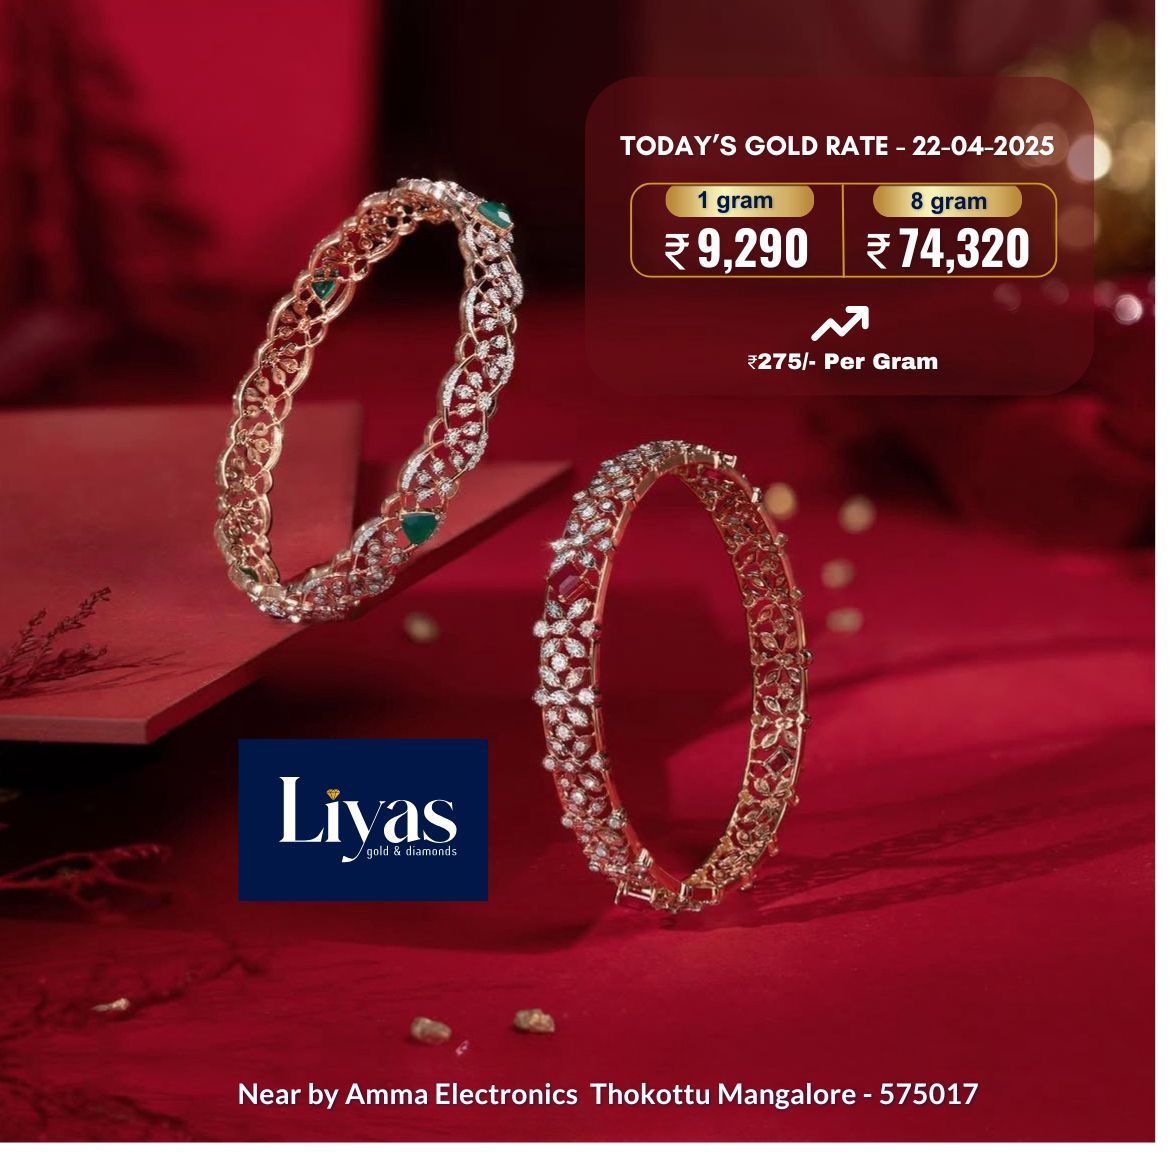 TODAY'S GOLD RATE - 22-04-2025
1 gram 8 gram
₹ 9,290 ₹ 74,320
₹275/- Per Gram
Liyas
gold & diamonds
Near by Amma Electronics Thokottu Mangalore - 575017